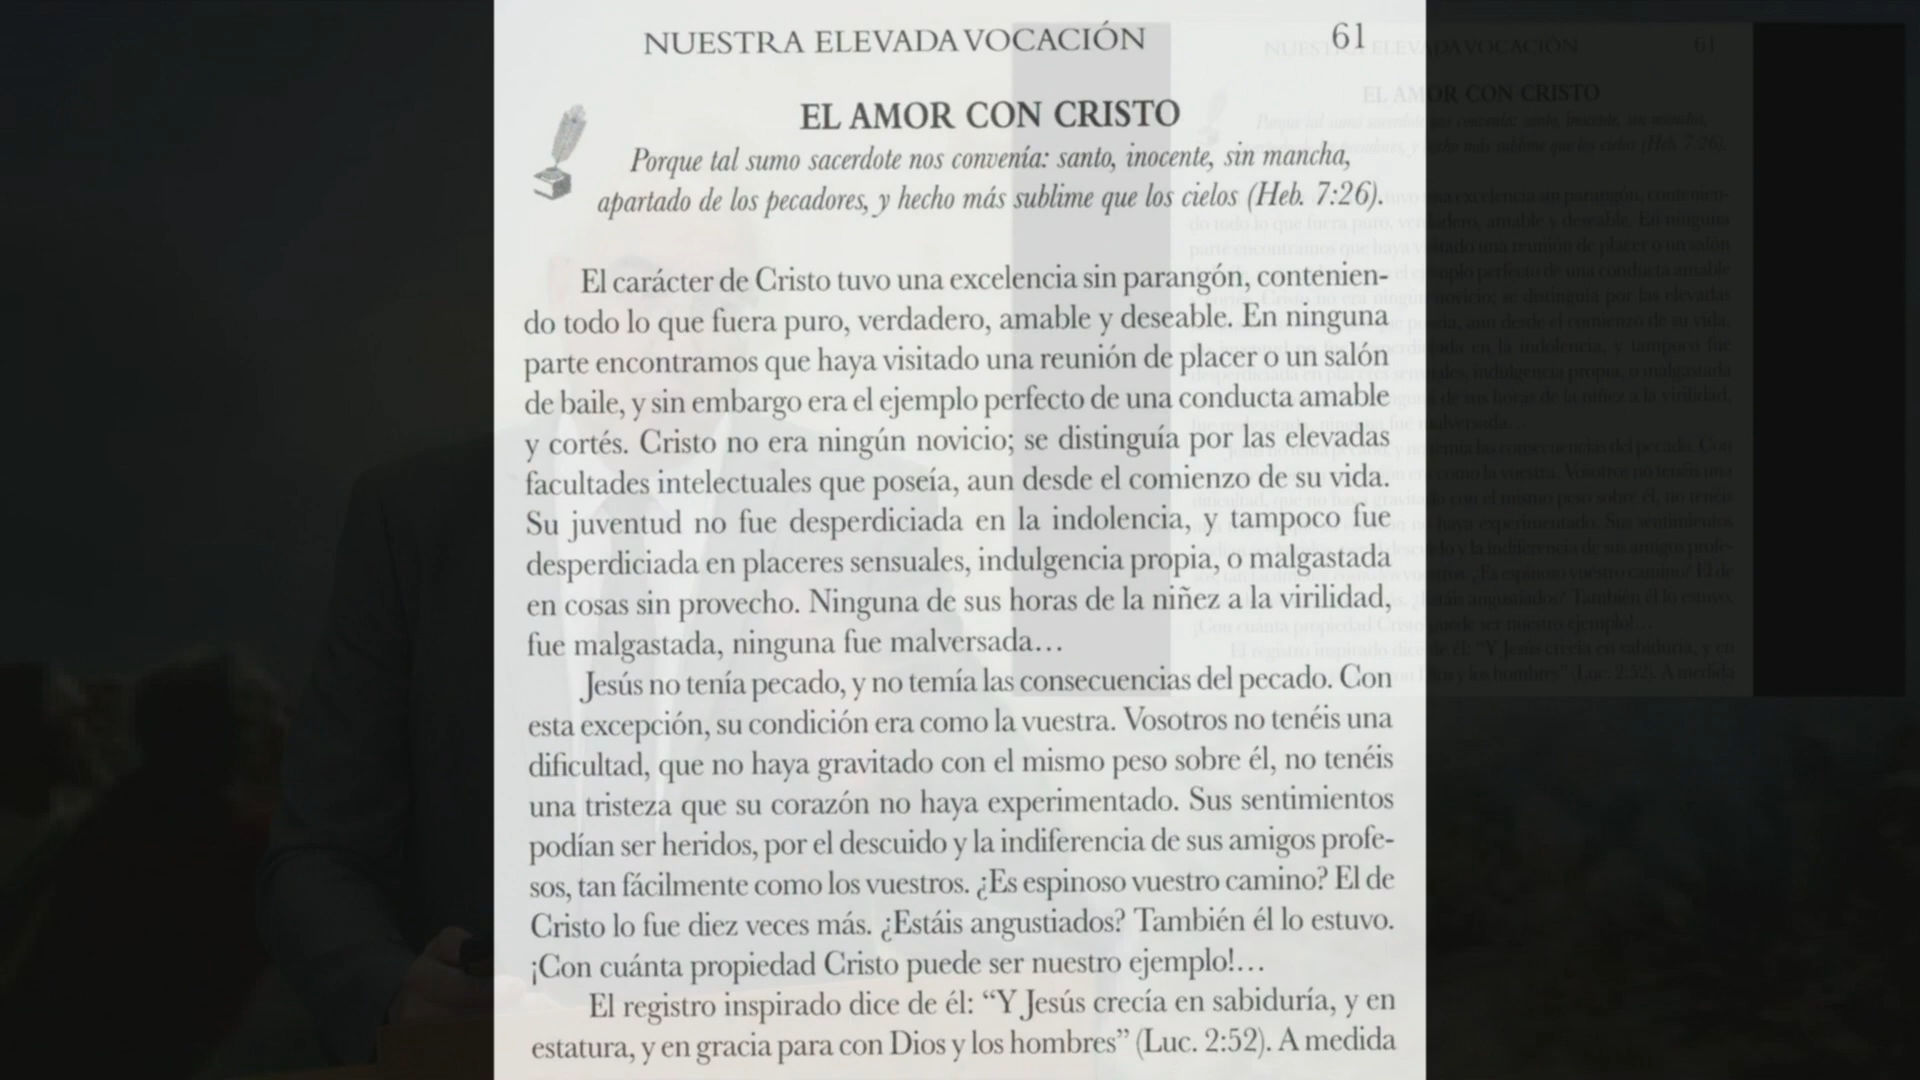 NUESTRA ELEVADA VOCACIÓN 61
EL AMOR CON CRISTO
Porque tal sumo sacerdote nos convenía: santo, inocente, sin mancha,
apartado de los pecadores, y hecho más sublime que los cielos (Heb. 7:26).
El carácter de Cristo tuvo una excelencia sin parangón, contenien-
do todo lo que fuera puro, verdadero, amable y deseable. En ninguna
parte encontramos que haya visitado una reunión de placer o un salón
de baile, y sin embargo era el ejemplo perfecto de una conducta amable
y cortés. Cristo no era ningún novicio; se distinguía por las elevadas
facultades intelectuales que poseía, aun desde el comienzo de su vida.
Su juventud no fue desperdiciada en la indolencia, y tampoco fue
desperdiciada en placeres sensuales, indulgencia propia, o malgastada
en cosas sin provecho. Ninguna de sus horas de la niñez a la virilidad,
fue malgastada, ninguna fue malversada…
Jesús no tenía pecado, y no temía las consecuencias del pecado. Con
esta excepción, su condición era como la vuestra. Vosotros no tenéis una
dificultad, que no haya gravitado con el mismo peso sobre él, no tenéis
una tristeza que su corazón no haya experimentado. Sus sentimientos
podían ser heridos, por el descuido y la indiferencia de sus amigos profe-
sos, tan fácilmente como los vuestros. ¿Es espinoso vuestro camino? El de
Cristo lo fue diez veces más. ¿Estáis angustiados? También él lo estuvo.
¡Con cuánta propiedad Cristo puede ser nuestro ejemplo!…
El registro inspirado dice de él: “Y Jesús crecía en sabiduría, y en
estatura, y en gracia para con Dios y los hombres” (Luc. 2:52). A medida